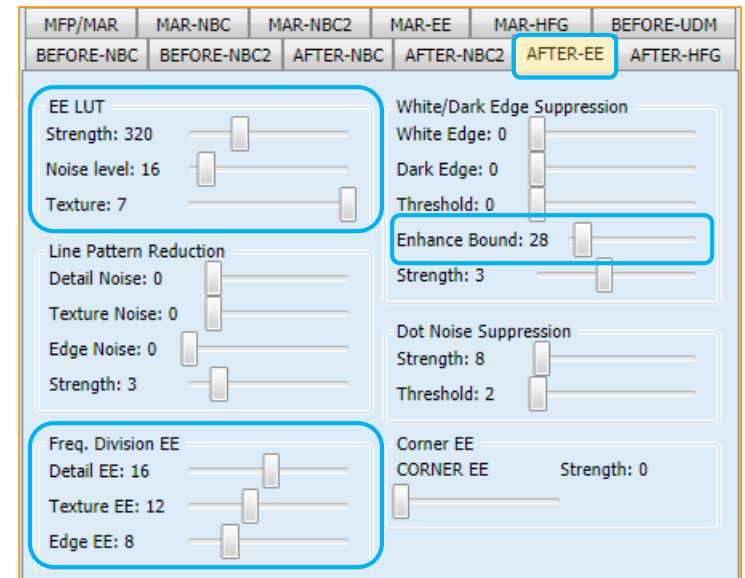 MFP/MAR MAR-NBC MAR-NBC2 MAR-EE MAR-HFG BEFORE-UDM
BEFORE-NBC BEFORE-NBC2 AFTER-NBC AFTER-NBC2 AFTER-EE AFTER-HFG
EE LUT
Strength: 320
Noise level: 16
Texture: 7
Line Pattern Reduction
Detail Noise: 0
Texture Noise: 0
Edge Noise: 0
Strength: 3
Freq. Division EE
Detail EE: 16
Texture EE: 12
Edge EE: 8
White/Dark Edge Suppression
White Edge: 0
Dark Edge: 0
Threshold: 0
Enhance Bound: 28
Strength: 3
Dot Noise Suppression
Strength: 8
Threshold: 2
Corner EE
CORNER EE Strength: 0